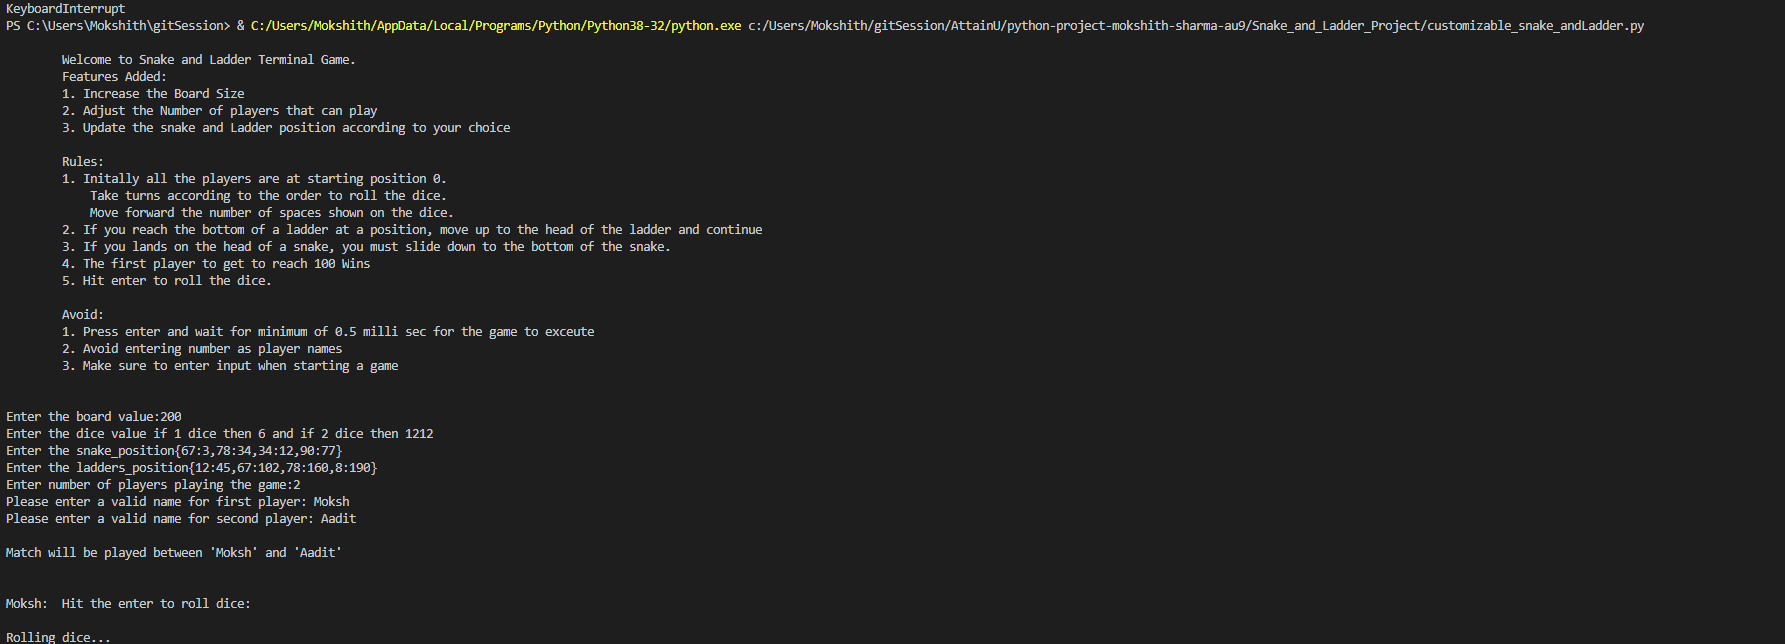 KeyboardInterrupt
PS C:\Users\Mokshith\gitSession> & C:/Users/Mokshith/AppData/Local/Programs/Python/Python38-32/python.exe c:/Users/Mokshith/gitSession/AttainU/python-project-mokshith-sharma-au9/Snake_and_Ladder_Project/customizable_snake_andLadder.py
Welcome to Snake and Ladder Terminal Game.
Features Added:
1. Increase the Board Size
2. Adjust the Number of players that can play
3. Update the snake and Ladder position according to your choice
Rules:
1. Initally all the players are at starting position 0.
Take turns according to the order to roll the dice.
Move forward the number of spaces shown on the dice.
2. If you reach the bottom of a ladder at a position, move up to the head of the ladder and continue
3. If you lands on the head of a snake, you must slide down to the bottom of the snake.
4. The first player to get to reach 100 Wins
5. Hit enter to roll the dice.
Avoid:
1. Press enter and wait for minimum of 0.5 milli sec for the game to exceute
2. Avoid entering number as player names
3. Make sure to enter input when starting a game
Enter the board value:200
Enter the dice value if 1 dice then 6 and if 2 dice then 1212
Enter the snake_position{67:3,78:34,34:12,90:77}
Enter the ladders_position{12:45,67:102,78:160,8:190}
Enter number of players playing the game:2
Please enter a valid name for first player: Moksh
Please enter a valid name for second player: Aadit
Match will be played between 'Moksh' and 'Aadit'
Moksh:  Hit the enter to roll dice:
Rolling dice...